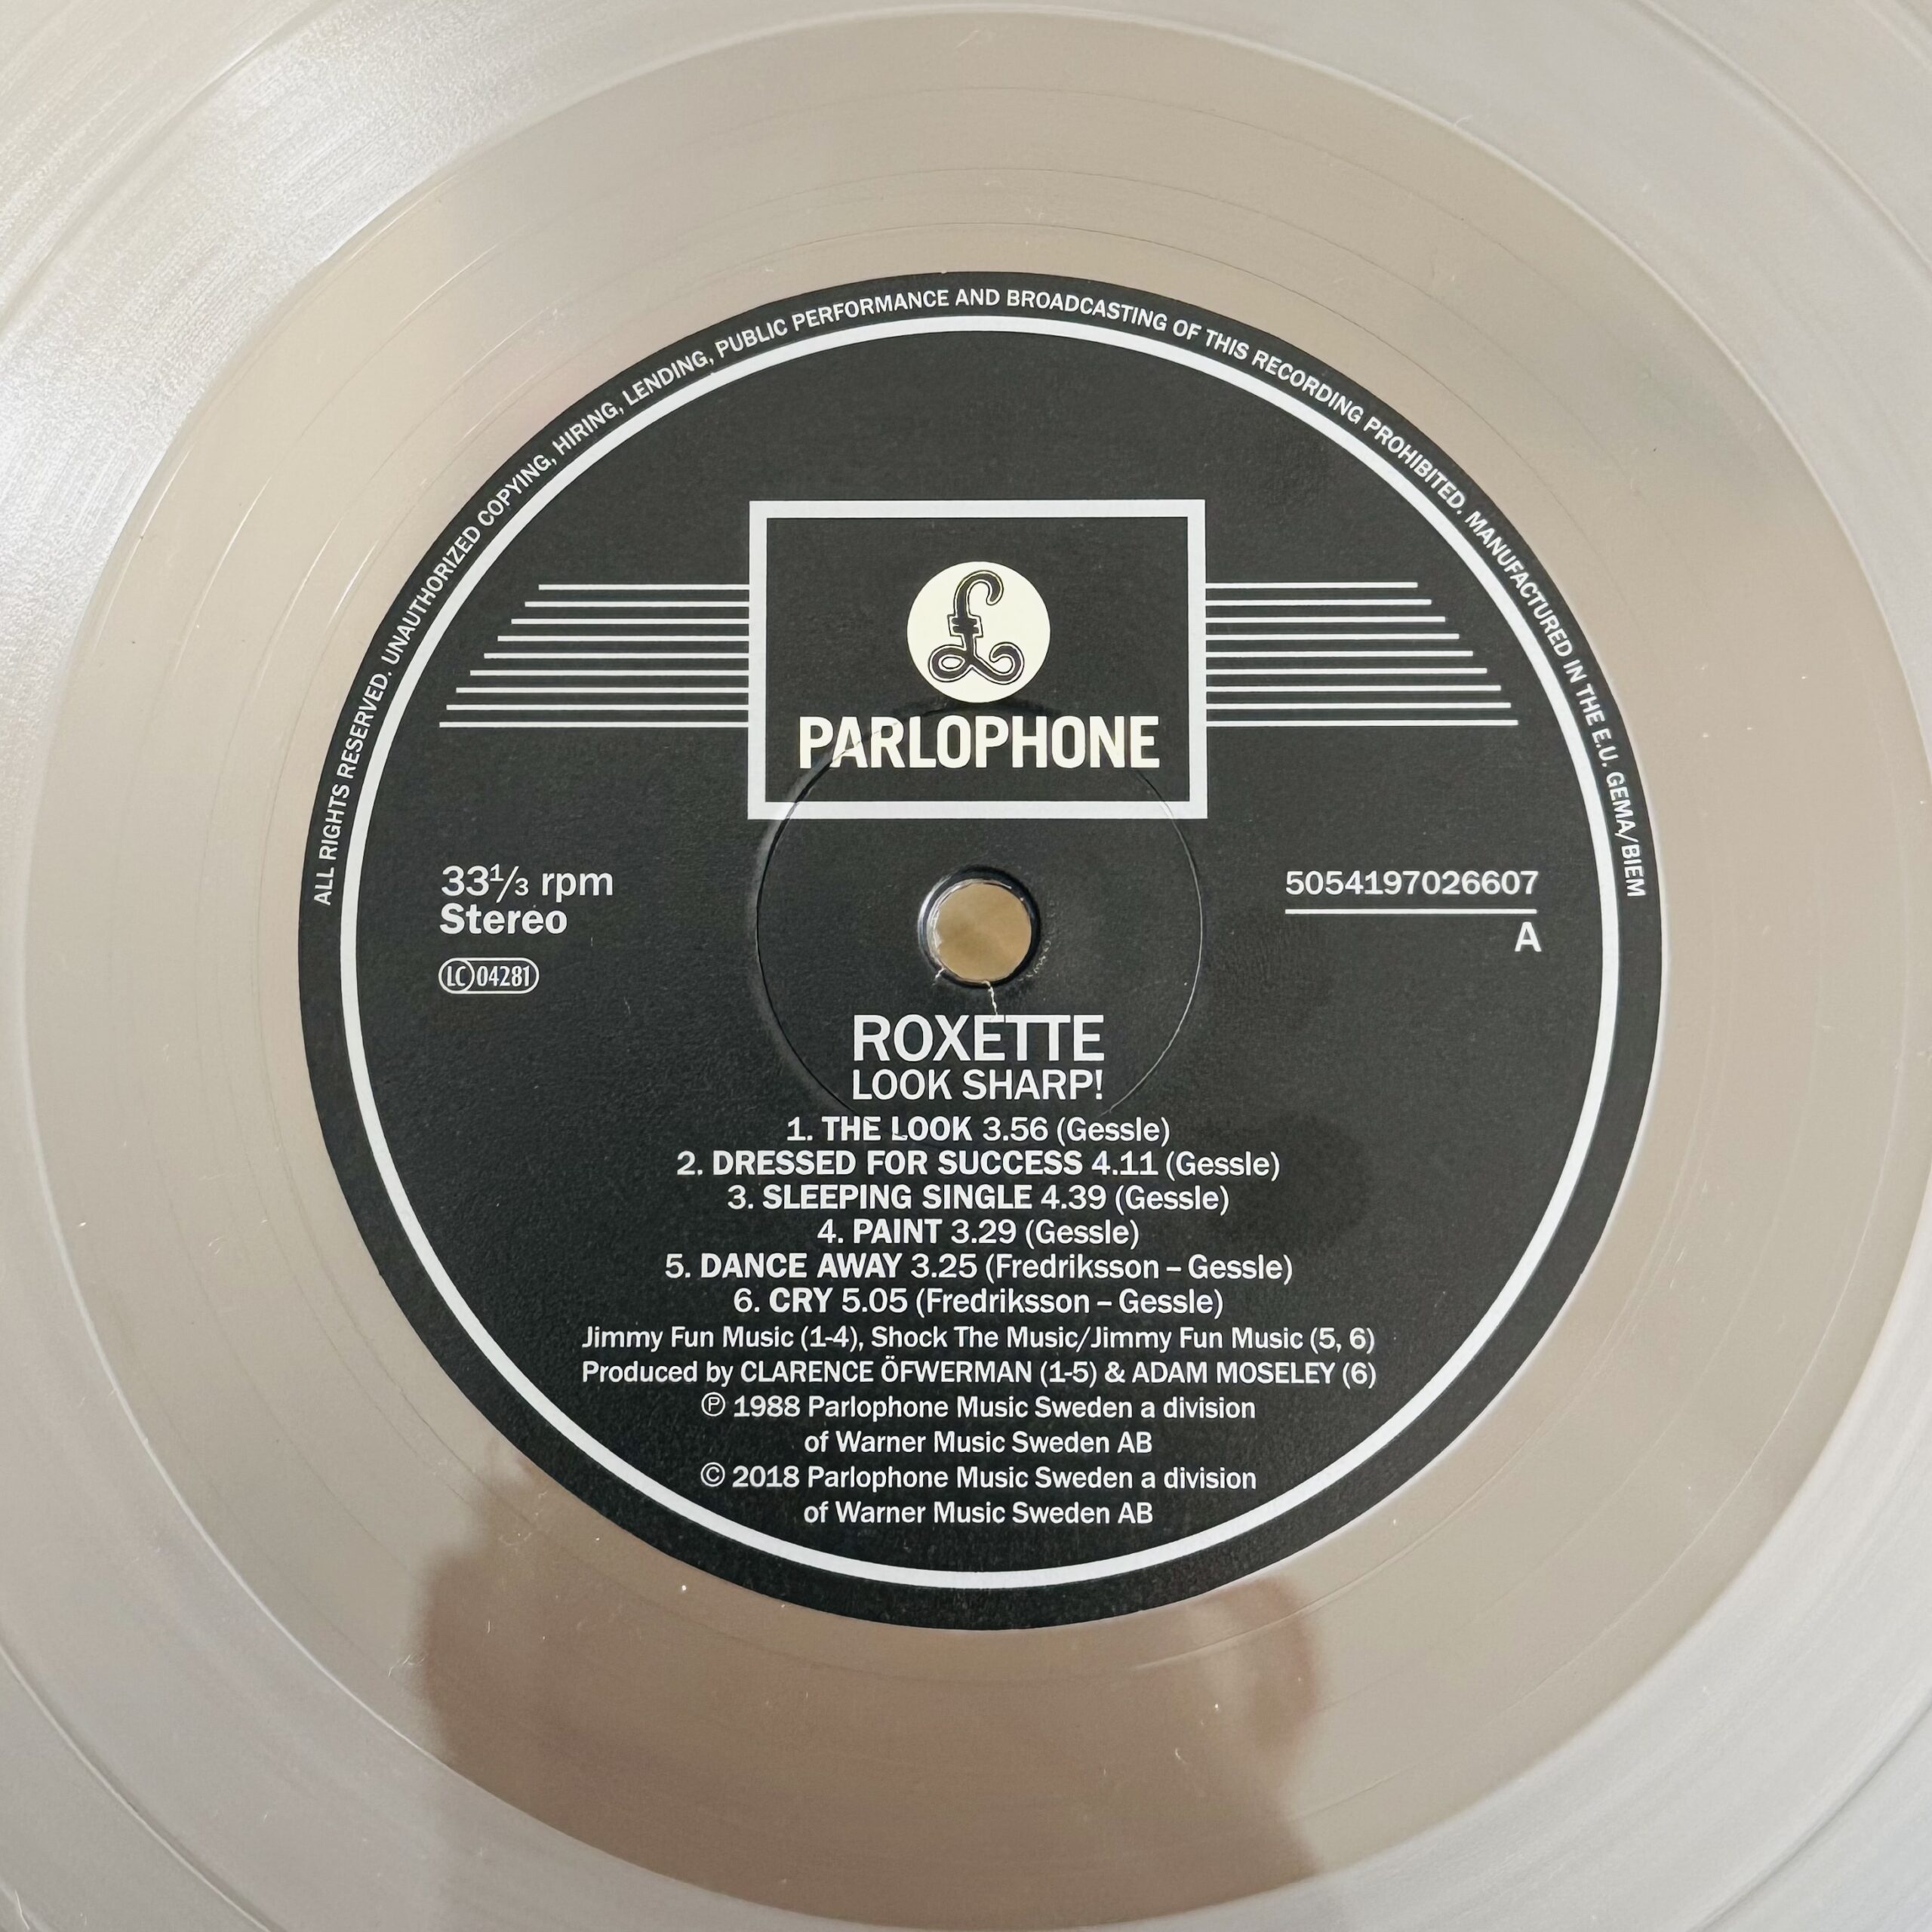 ALL RIGHTS RESERVED. UNAUTHORIZED COPYING, HIRING, LENDING, PUBLIC PERFORMANCE AND BROADCASTING OF THIS RECORDING PROHIBITED. MANUFACTURED IN THE E.U. GEMA/BIEM
£
PARLOPHONE
33⅓ rpm
Stereo
LC 04281
5054197026607
A
ROXETTE
LOOK SHARP!
1. THE LOOK 3.56 (Gessle)
2. DRESSED FOR SUCCESS 4.11 (Gessle)
3. SLEEPING SINGLE 4.39 (Gessle)
4. PAINT 3.29 (Gessle)
5. DANCE AWAY 3.25 (Fredriksson – Gessle)
6. CRY 5.05 (Fredriksson – Gessle)
Jimmy Fun Music (1-4), Shock The Music/Jimmy Fun Music (5, 6)
Produced by CLARENCE ÖFWERMAN (1-5) & ADAM MOSELEY (6)
℗ 1988 Parlophone Music Sweden a division
of Warner Music Sweden AB
© 2018 Parlophone Music Sweden a division
of Warner Music Sweden AB